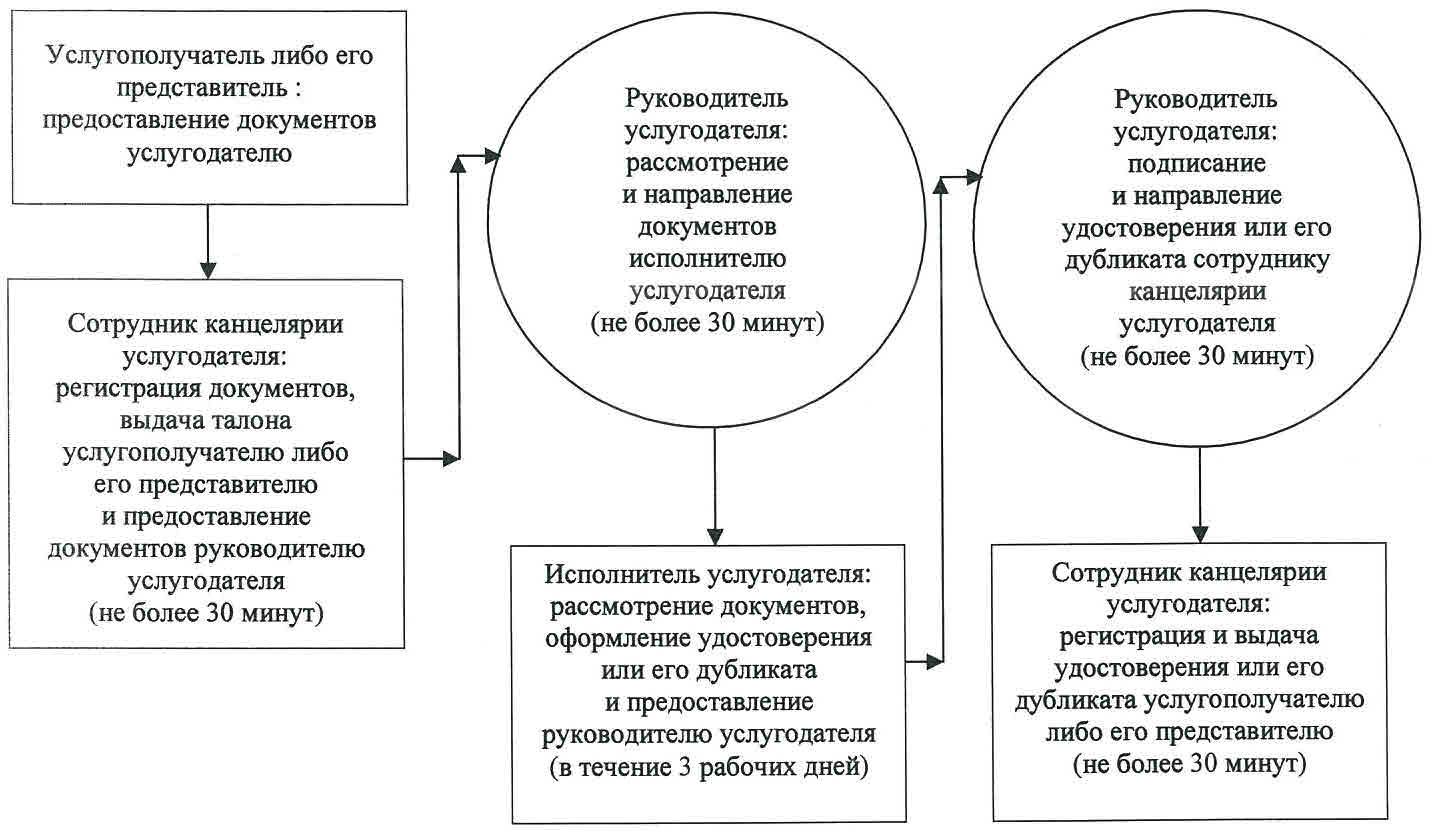 Услугополучатель либо его
представитель :
предоставление документов
услугодателю
Сотрудник канцелярии
услугодателя:
регистрация документов,
выдача талона
услугополучателю либо
его представителю
и предоставление
документов руководителю
услугодателя
(не более 30 минут)
Руководитель
услугодателя:
рассмотрение
и направление
документов
исполнителю
услугодателя
(не более 30 минут)
Исполнитель услугодателя:
рассмотрение документов,
оформление удостоверения
или его дубликата
и предоставление
руководителю услугодателя
(в течение 3 рабочих дней)
Руководитель
услугодателя:
подписание
и направление
удостоверения или его
дубликата сотруднику
канцелярии
услугодателя
(не более 30 минут)
Сотрудник канцелярии
услугодателя:
регистрация и выдача
удостоверения или его
дубликата услугополучателю
либо его представителю
(не более 30 минут)